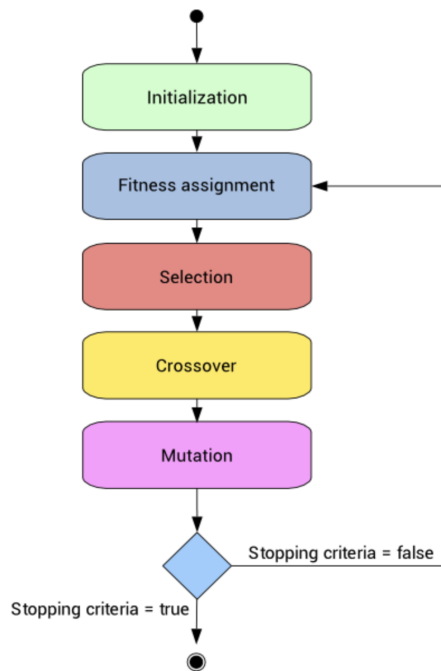 Initialization
Fitness assignment
Selection
Crossover
Mutation
Stopping criteria = false
Stopping criteria = true